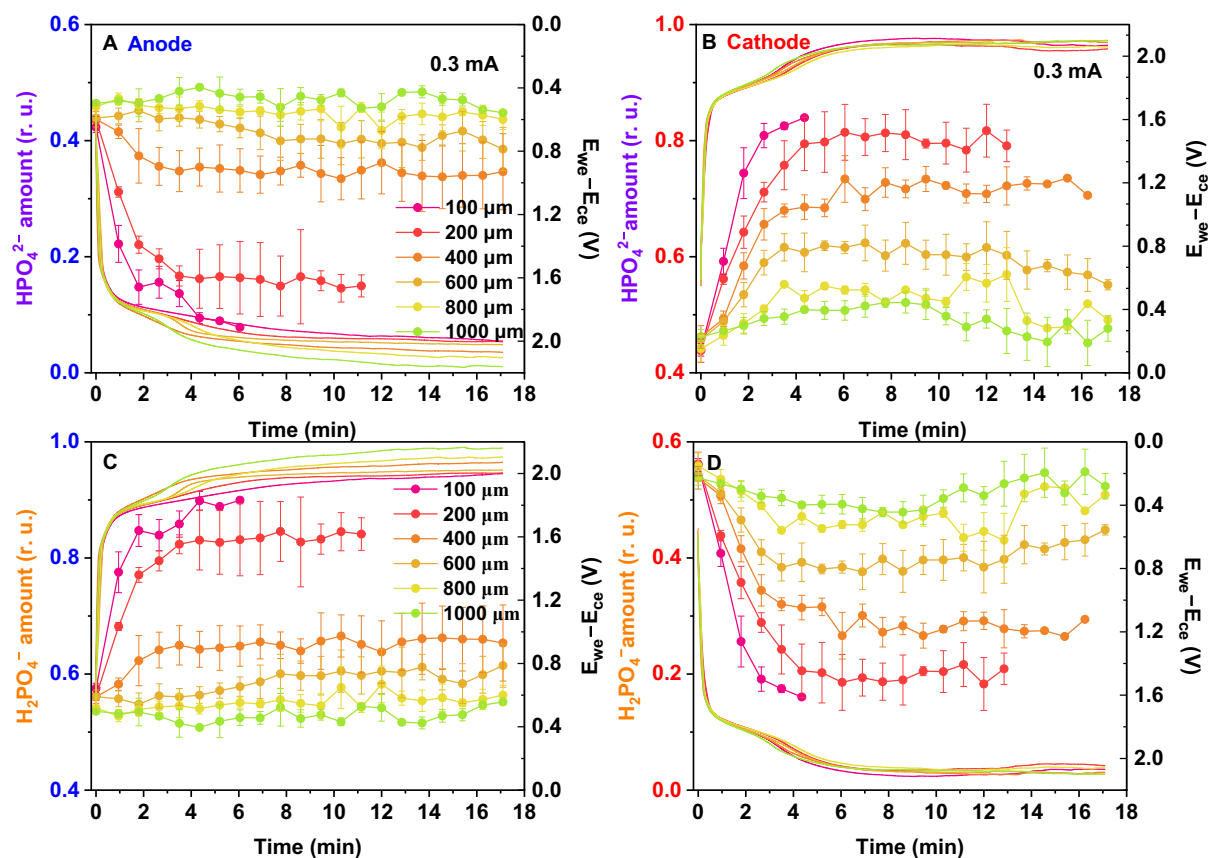 A Anode
0.3 mA
HPO₄²⁻ amount (r. u.)
0.6
0.4
0.2
0.0
0.0
0.4
0.8
1.2
1.6
2.0
E_we−E_ce (V)
100 µm
200 µm
400 µm
600 µm
800 µm
1000 µm
0 2 4 6 8 10 12 14 16 18
Time (min)
B Cathode
0.3 mA
HPO₄²⁻amount (r. u.)
1.0
0.8
0.6
0.4
2.0
1.6
1.2
0.8
0.4
0.0
E_we−E_ce (V)
0 2 4 6 8 10 12 14 16 18
Time (min)
C
H₂PO₄⁻ amount (r. u.)
1.0
0.8
0.6
0.4
2.0
1.6
1.2
0.8
0.4
0.0
E_we−E_ce (V)
100 µm
200 µm
400 µm
600 µm
800 µm
1000 µm
0 2 4 6 8 10 12 14 16 18
Time (min)
D
H₂PO₄⁻amount (r. u.)
0.6
0.4
0.2
0.0
0.0
0.4
0.8
1.2
1.6
2.0
E_we−E_ce (V)
0 2 4 6 8 10 12 14 16 18
Time (min)